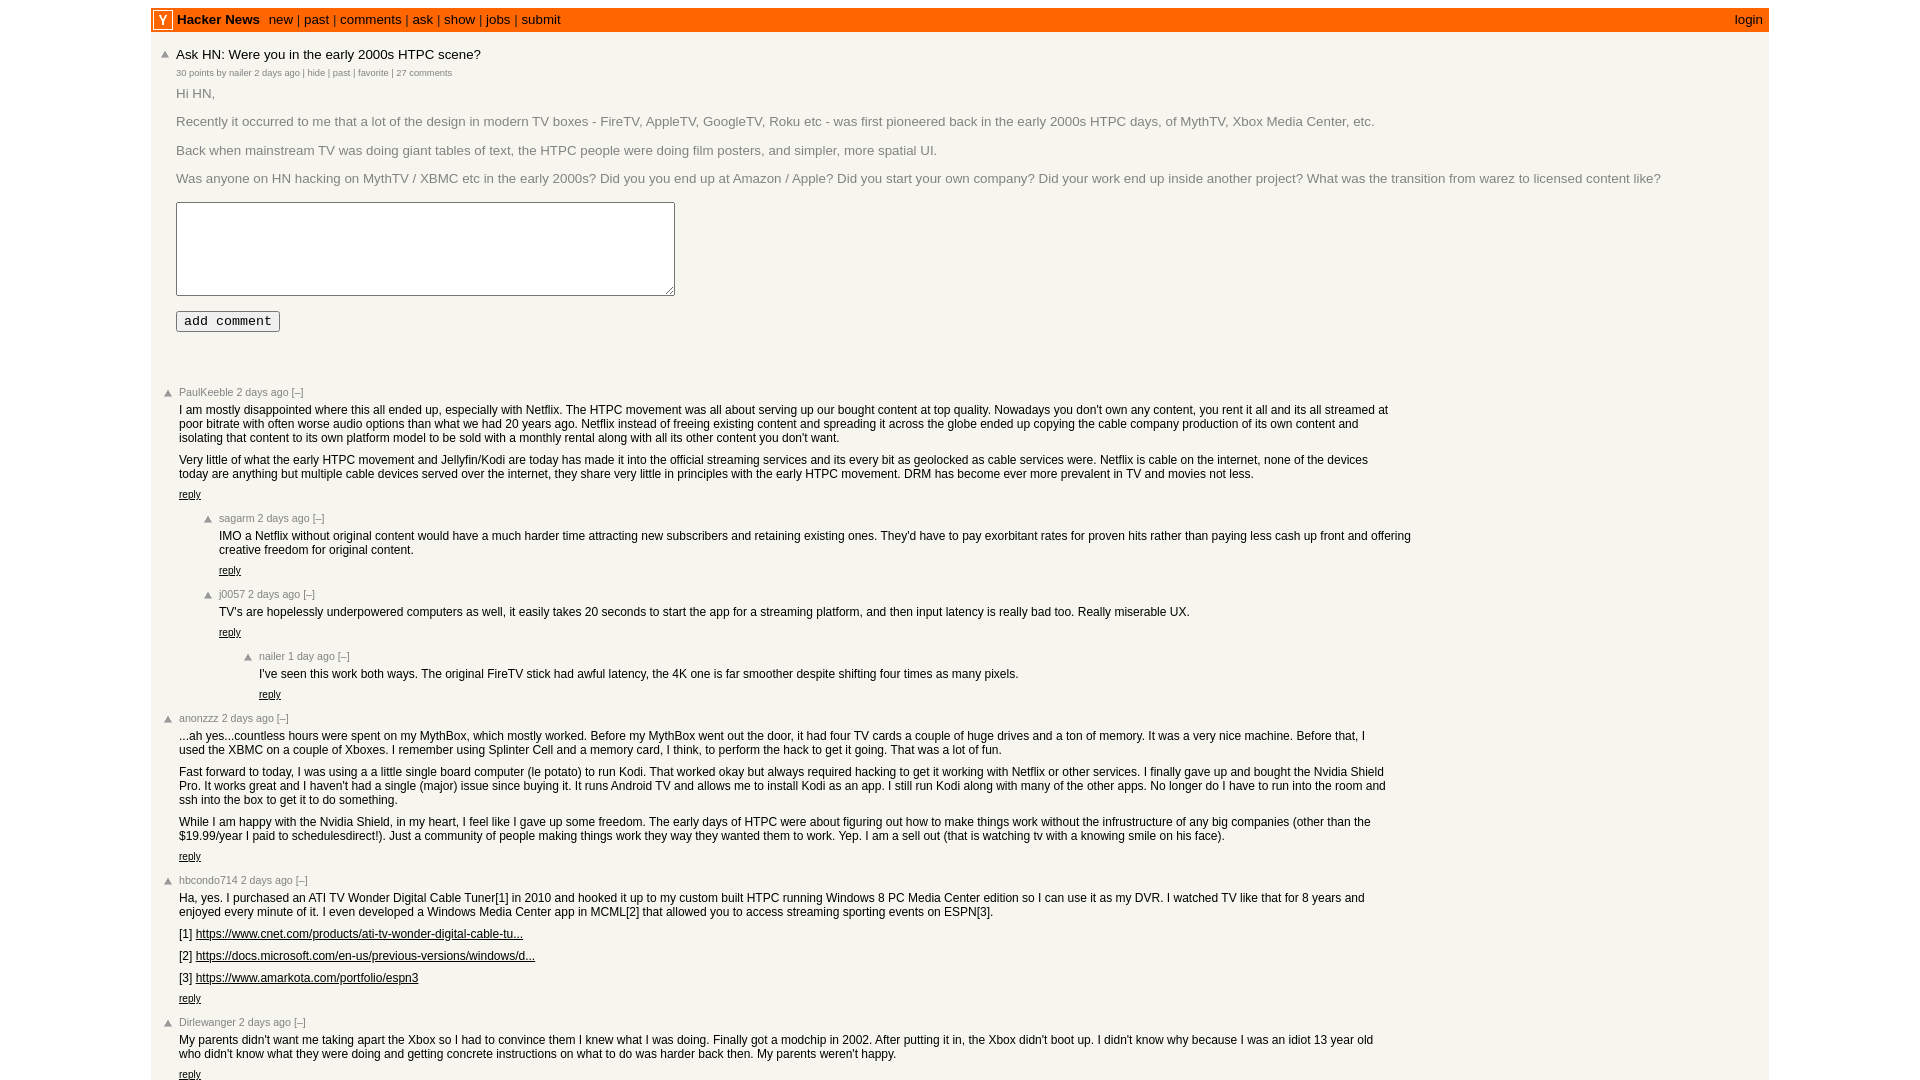 Y Hacker News new | past | comments | ask | show | jobs | submit login
Ask HN: Were you in the early 2000s HTPC scene?
30 points by nailer 2 days ago | hide | past | favorite | 27 comments
Hi HN,
Recently it occurred to me that a lot of the design in modern TV boxes - FireTV, AppleTV, GoogleTV, Roku etc - was first pioneered back in the early 2000s HTPC days, of MythTV, Xbox Media Center, etc.
Back when mainstream TV was doing giant tables of text, the HTPC people were doing film posters, and simpler, more spatial UI.
Was anyone on HN hacking on MythTV / XBMC etc in the early 2000s? Did you you end up at Amazon / Apple? Did you start your own company? Did your work end up inside another project? What was the transition from warez to licensed content like?
add comment
PaulKeeble 2 days ago [–]
I am mostly disappointed where this all ended up, especially with Netflix. The HTPC movement was all about serving up our bought content at top quality. Nowadays you don't own any content, you rent it all and its all streamed at
poor bitrate with often worse audio options than what we had 20 years ago. Netflix instead of freeing existing content and spreading it across the globe ended up copying the cable company production of its own content and
isolating that content to its own platform model to be sold with a monthly rental along with all its other content you don't want.
Very little of what the early HTPC movement and Jellyfin/Kodi are today has made it into the official streaming services and its every bit as geolocked as cable services were. Netflix is cable on the internet, none of the devices
today are anything but multiple cable devices served over the internet, they share very little in principles with the early HTPC movement. DRM has become ever more prevalent in TV and movies not less.
reply
sagarm 2 days ago [–]
IMO a Netflix without original content would have a much harder time attracting new subscribers and retaining existing ones. They'd have to pay exorbitant rates for proven hits rather than paying less cash up front and offering
creative freedom for original content.
reply
j0057 2 days ago [–]
TV's are hopelessly underpowered computers as well, it easily takes 20 seconds to start the app for a streaming platform, and then input latency is really bad too. Really miserable UX.
reply
nailer 1 day ago [–]
I've seen this work both ways. The original FireTV stick had awful latency, the 4K one is far smoother despite shifting four times as many pixels.
reply
anonzzz 2 days ago [–]
...ah yes...countless hours were spent on my MythBox, which mostly worked. Before my MythBox went out the door, it had four TV cards a couple of huge drives and a ton of memory. It was a very nice machine. Before that, I
used the XBMC on a couple of Xboxes. I remember using Splinter Cell and a memory card, I think, to perform the hack to get it going. That was a lot of fun.
Fast forward to today, I was using a a little single board computer (le potato) to run Kodi. That worked okay but always required hacking to get it working with Netflix or other services. I finally gave up and bought the Nvidia Shield
Pro. It works great and I haven't had a single (major) issue since buying it. It runs Android TV and allows me to install Kodi as an app. I still run Kodi along with many of the other apps. No longer do I have to run into the room and
ssh into the box to get it to do something.
While I am happy with the Nvidia Shield, in my heart, I feel like I gave up some freedom. The early days of HTPC were about figuring out how to make things work without the infrustructure of any big companies (other than the
$19.99/year I paid to schedulesdirect!). Just a community of people making things work they way they wanted them to work. Yep. I am a sell out (that is watching tv with a knowing smile on his face).
reply
hbcondo714 2 days ago [–]
Ha, yes. I purchased an ATI TV Wonder Digital Cable Tuner[1] in 2010 and hooked it up to my custom built HTPC running Windows 8 PC Media Center edition so I can use it as my DVR. I watched TV like that for 8 years and
enjoyed every minute of it. I even developed a Windows Media Center app in MCML[2] that allowed you to access streaming sporting events on ESPN[3].
[1] https://www.cnet.com/products/ati-tv-wonder-digital-cable-tu...
[2] https://docs.microsoft.com/en-us/previous-versions/windows/d...
[3] https://www.amarkota.com/portfolio/espn3
reply
Dirlewanger 2 days ago [–]
My parents didn't want me taking apart the Xbox so I had to convince them I knew what I was doing. Finally got a modchip in 2002. After putting it in, the Xbox didn't boot up. I didn't know why because I was an idiot 13 year old
who didn't know what they were doing and getting concrete instructions on what to do was harder back then. My parents weren't happy.
reply